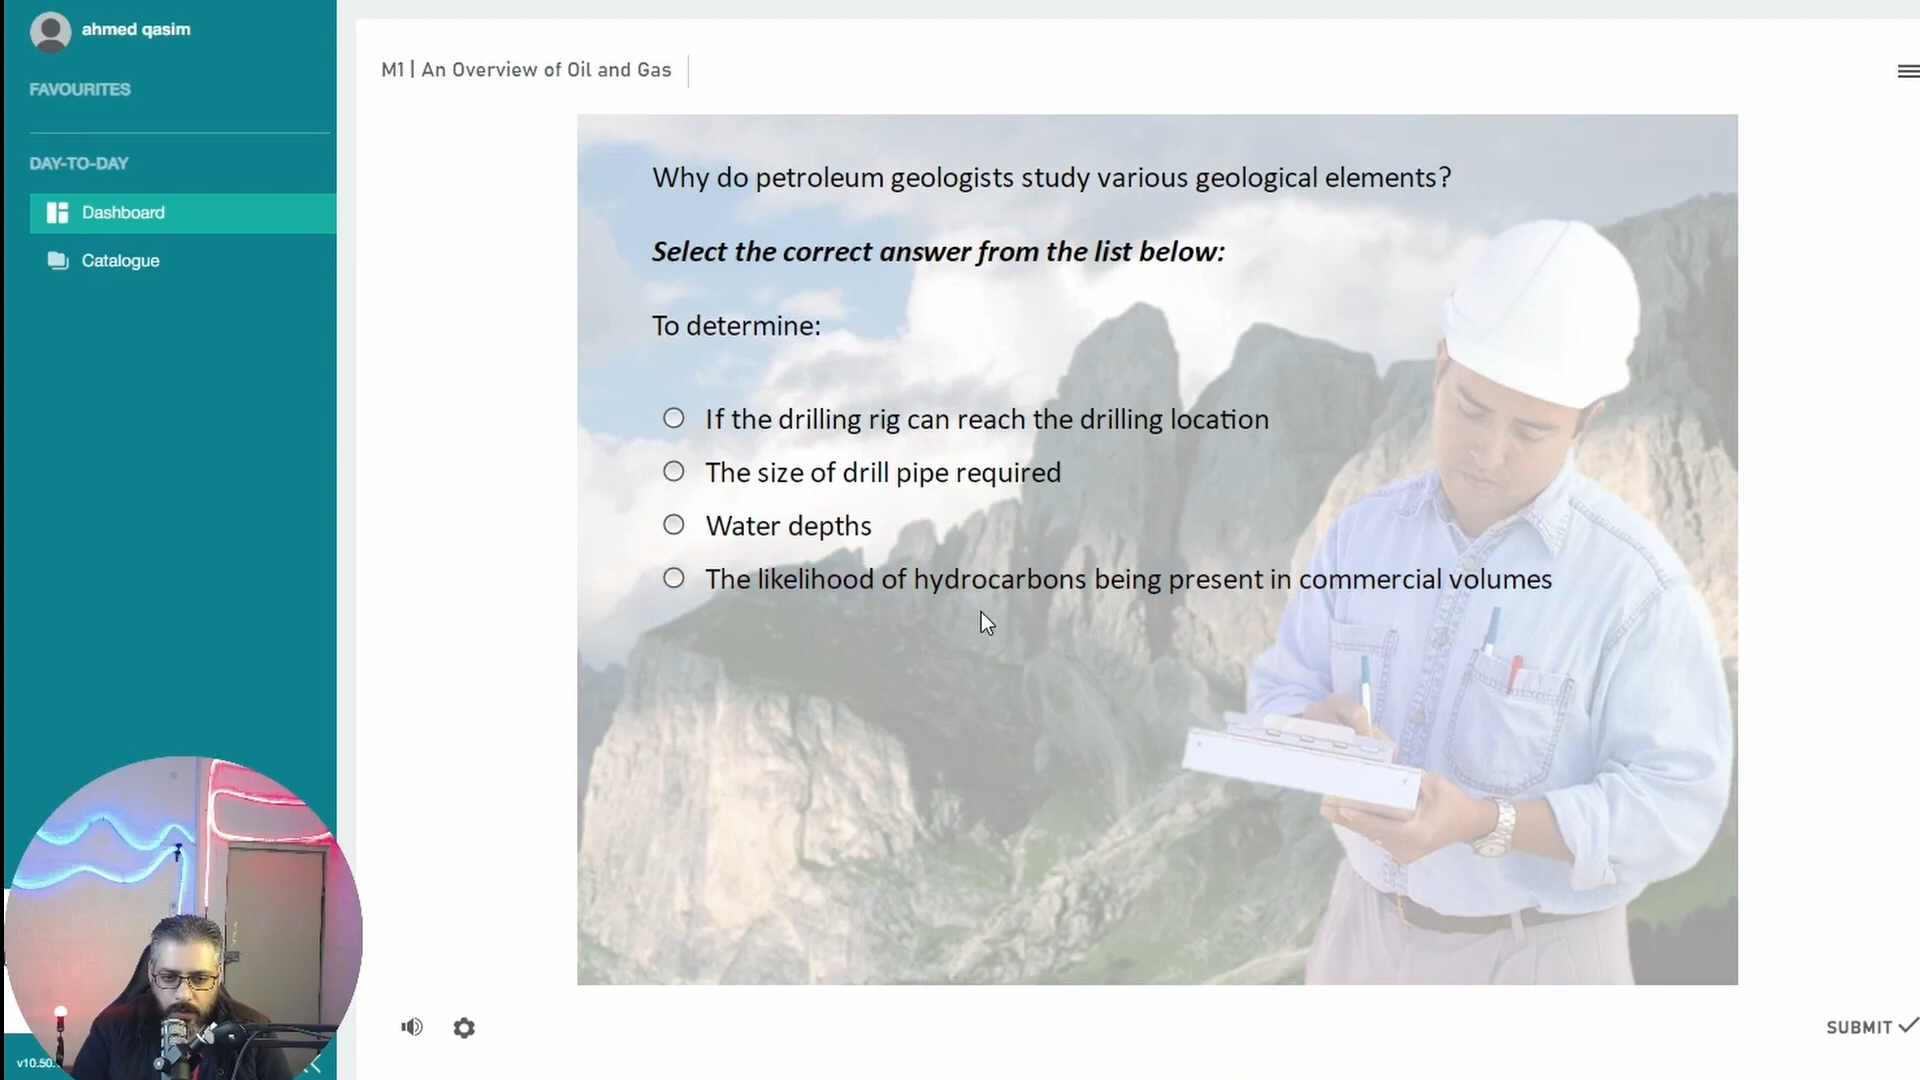 ahmed qasim
FAVOURITES
DAY-TO-DAY
Dashboard
Catalogue
M1 | An Overview of Oil and Gas
Why do petroleum geologists study various geological elements?
Select the correct answer from the list below:
To determine:
If the drilling rig can reach the drilling location
The size of drill pipe required
Water depths
The likelihood of hydrocarbons being present in commercial volumes
SUBMIT
v10.50.